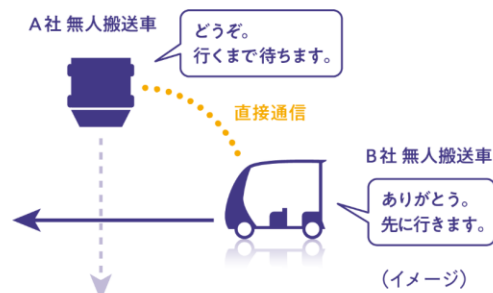 A社 無人搬送車
どうぞ。
行くまで待ちます。
直接通信
B社 無人搬送車
ありがとう。
先に行きます。
（イメージ）